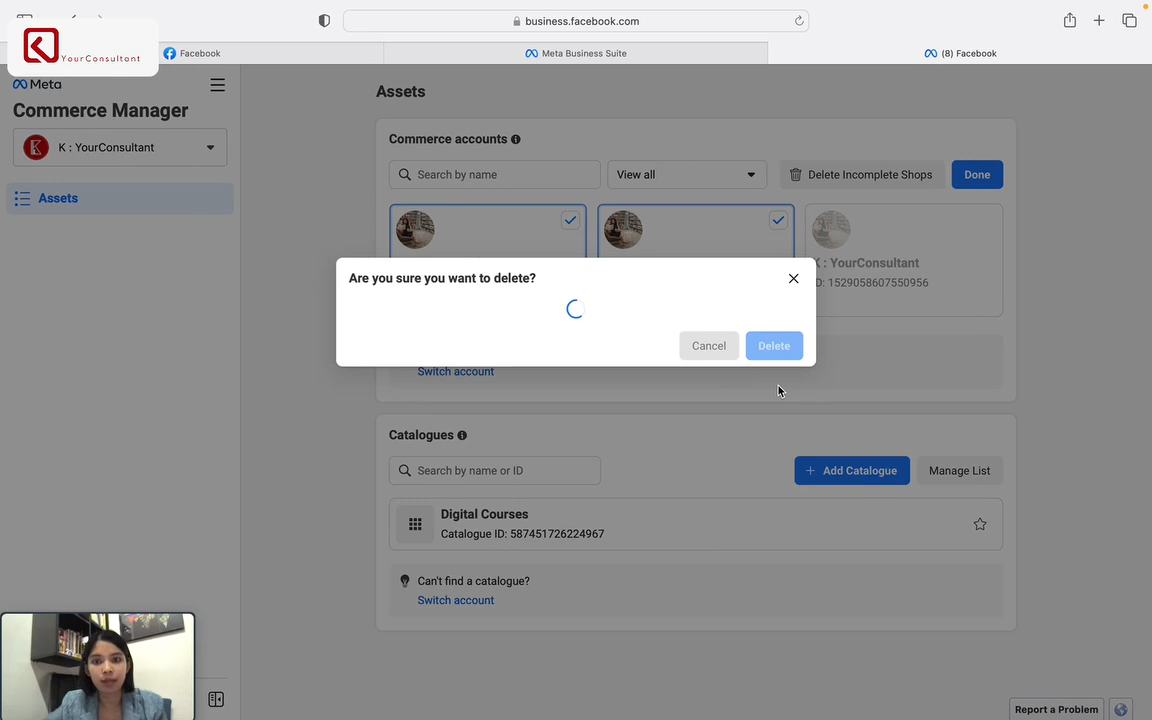 business.facebook.com
YourConsultant
Facebook
Meta Business Suite
(8) Facebook
Meta
Commerce Manager
K : YourConsultant
Assets
Assets
Commerce accounts
Search by name
View all
Delete Incomplete Shops
Done
K : YourConsultant
ID: 1529058607550956
Are you sure you want to delete?
Cancel
Delete
Switch account
Catalogues
Search by name or ID
+ Add Catalogue
Manage List
Digital Courses
Catalogue ID: 587451726224967
Can't find a catalogue?
Switch account
Report a Problem